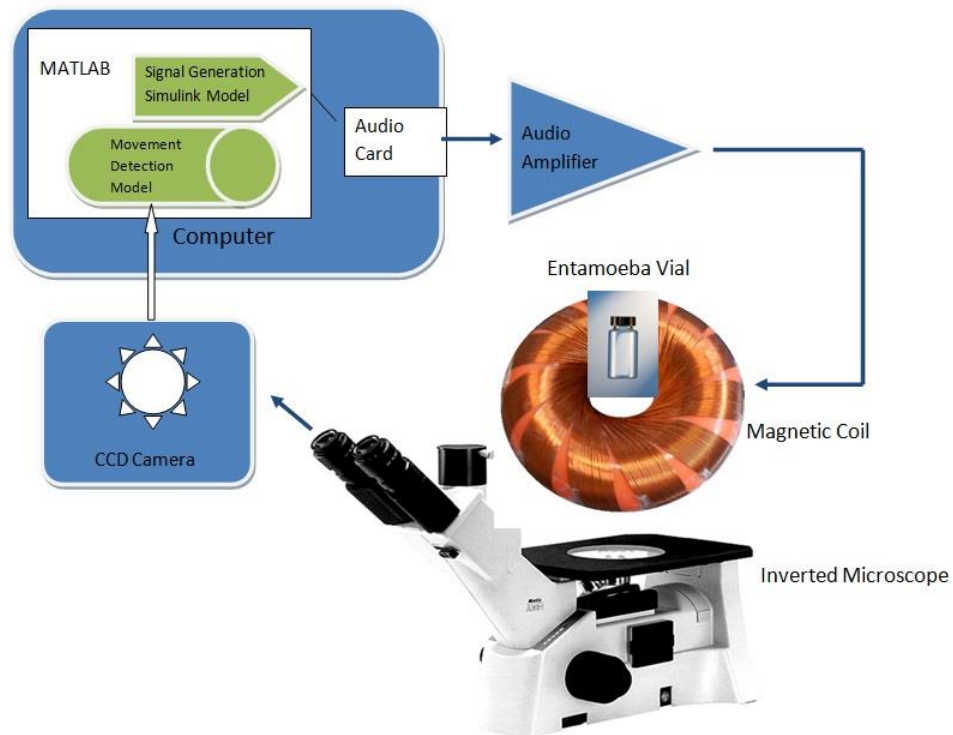 MATLAB
Signal Generation
Simulink Model
Movement
Detection
Model
Audio
Card
Computer
Audio
Amplifier
Entamoeba Vial
CCD Camera
Magnetic Coil
Inverted Microscope